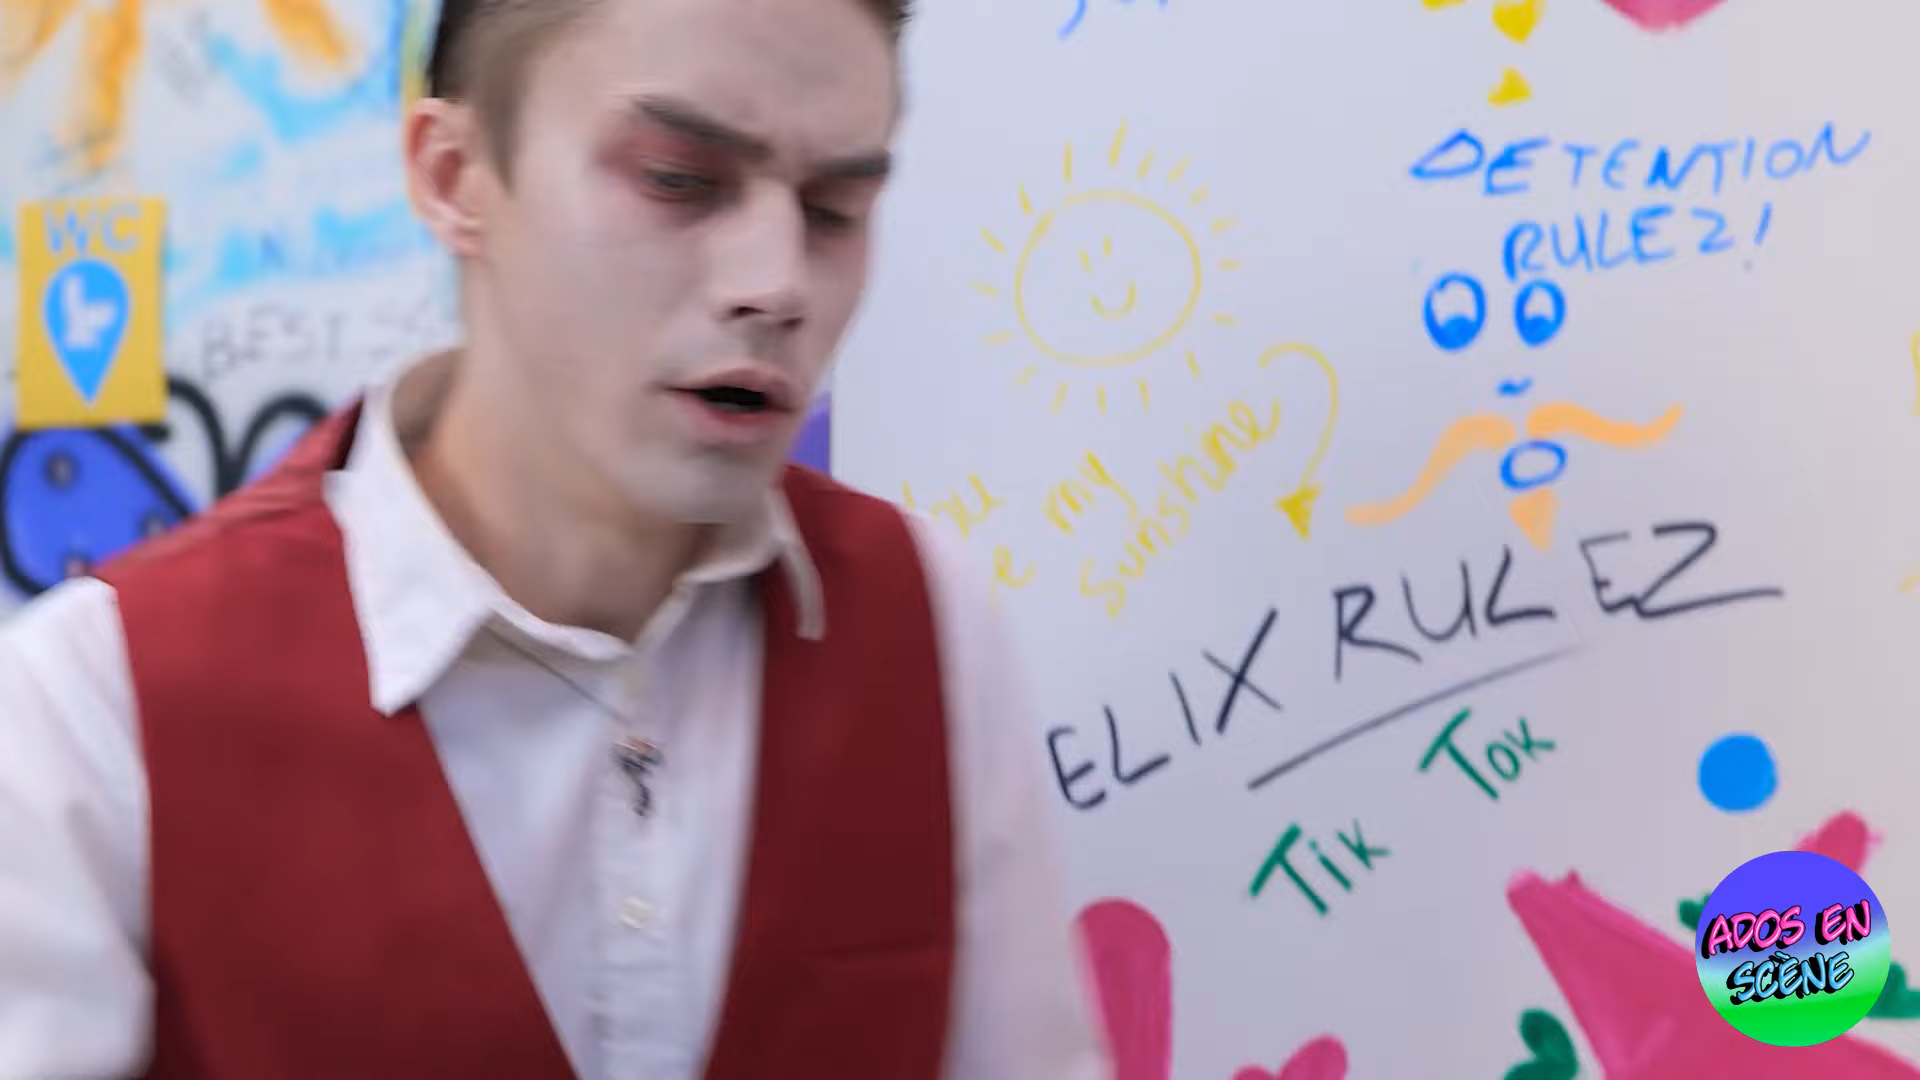 WC
BEST
DETENTION
RULEZ!
my
sunshine
ELIX RULEZ
Tik Tok
ADOS EN
SCÈNE